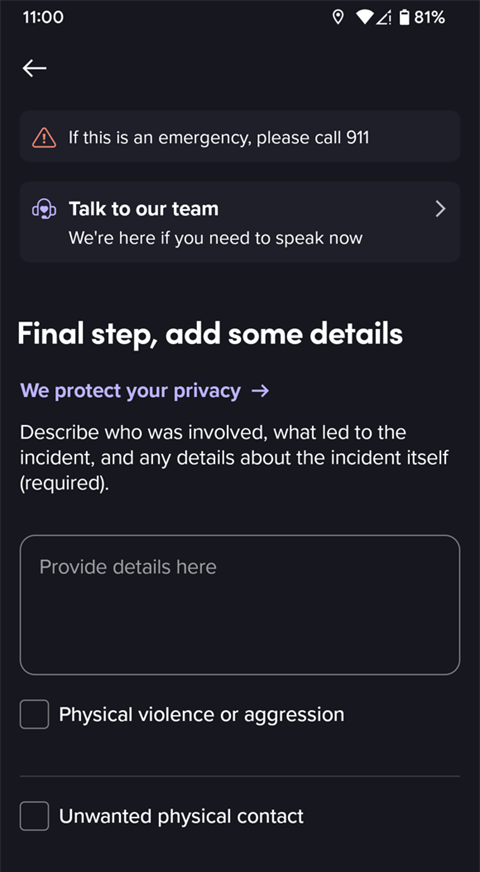 11:00 81%
If this is an emergency, please call 911
Talk to our team
We're here if you need to speak now
Final step, add some details
We protect your privacy →
Describe who was involved, what led to the
incident, and any details about the incident itself
(required).
Provide details here
Physical violence or aggression
Unwanted physical contact